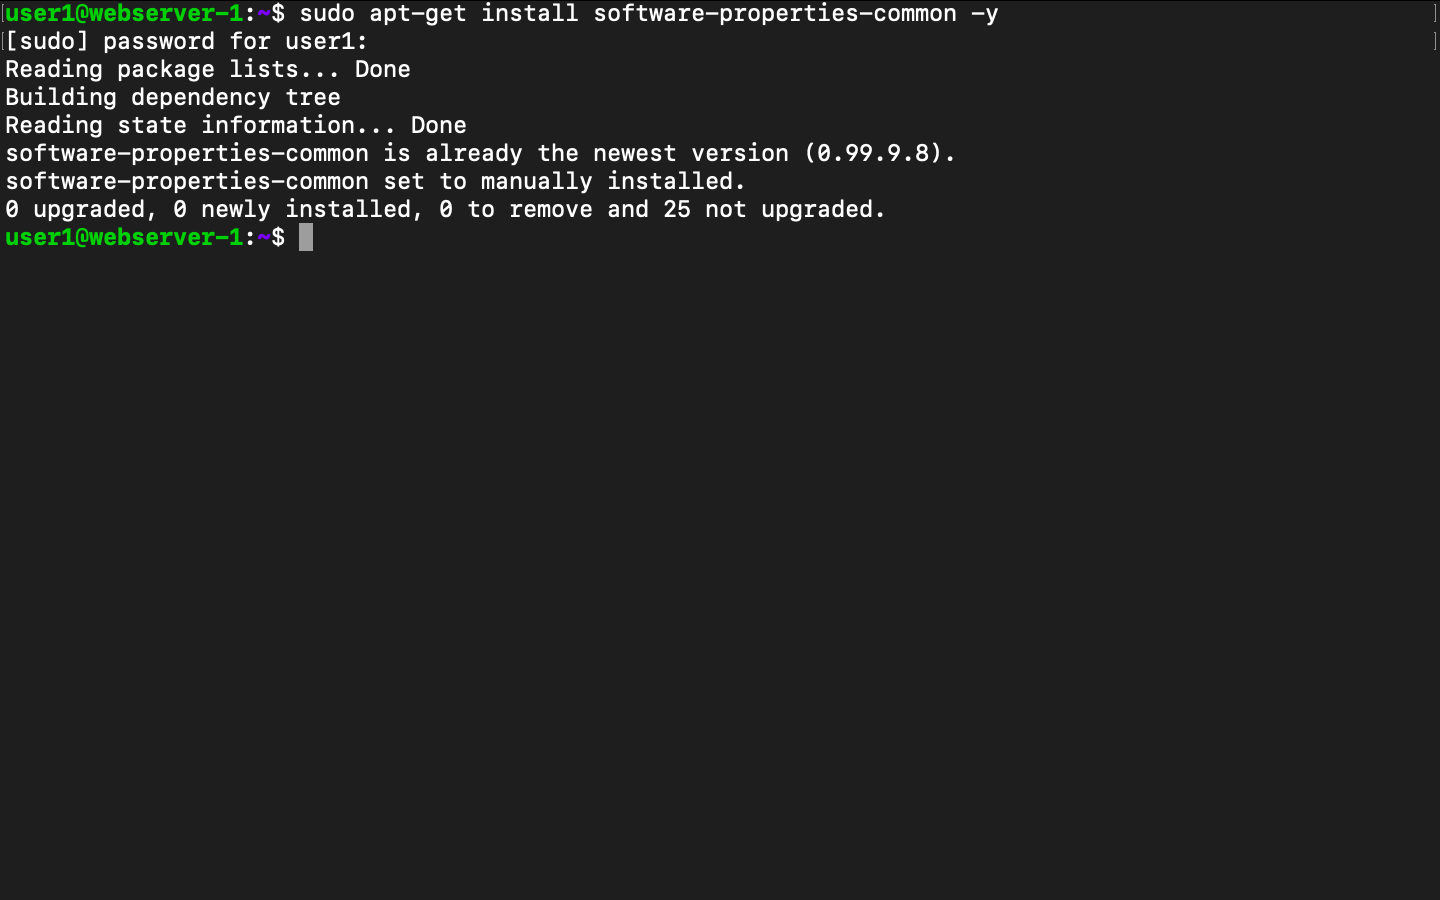 user1@webserver-1:~$ sudo apt-get install software-properties-common -y
[sudo] password for user1:
Reading package lists... Done
Building dependency tree
Reading state information... Done
software-properties-common is already the newest version (0.99.9.8).
software-properties-common set to manually installed.
0 upgraded, 0 newly installed, 0 to remove and 25 not upgraded.
user1@webserver-1:~$